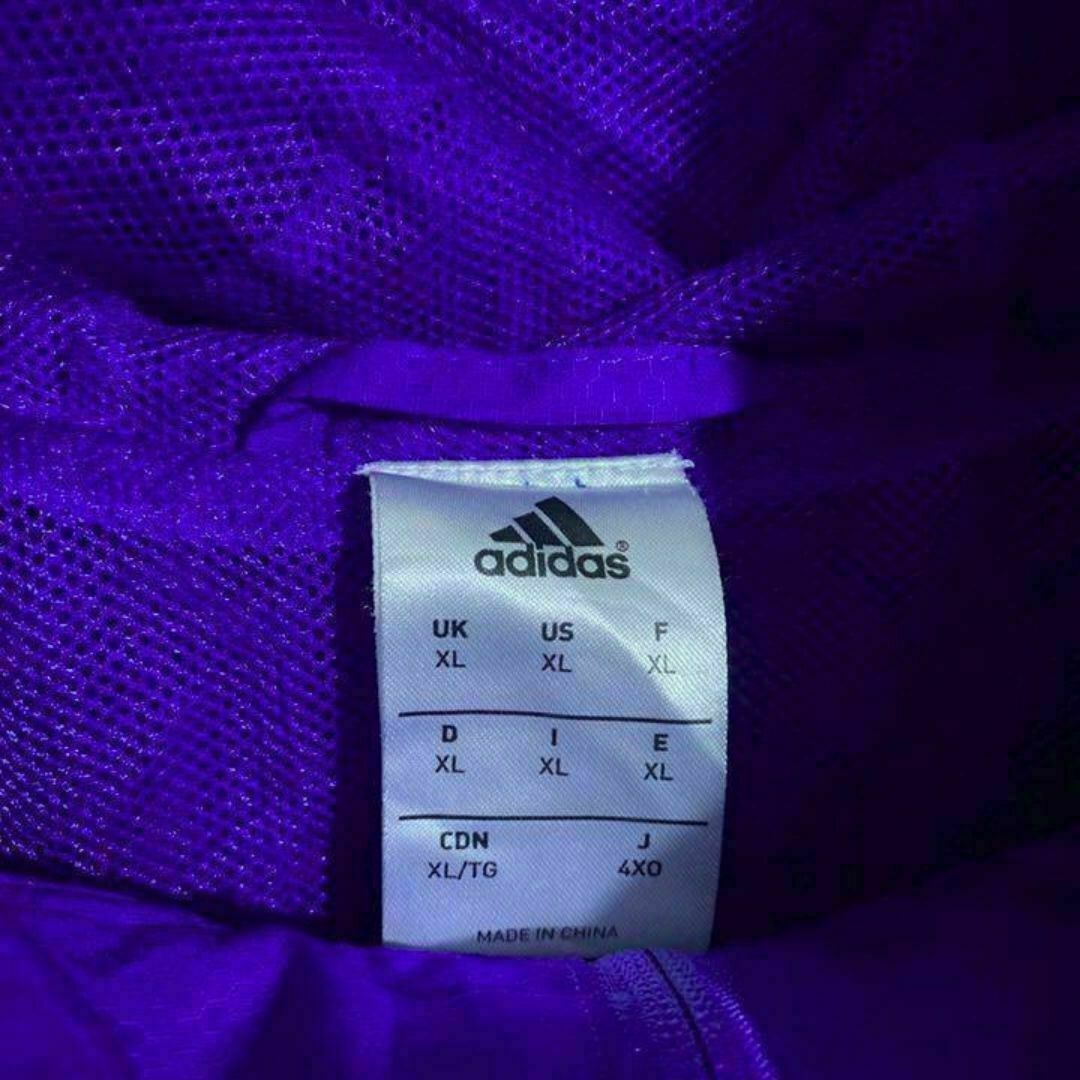 adidas®
UK US F
XL XL XL
D I E
XL XL XL
CDN J
XL/TG 4XO
MADE IN CHINA